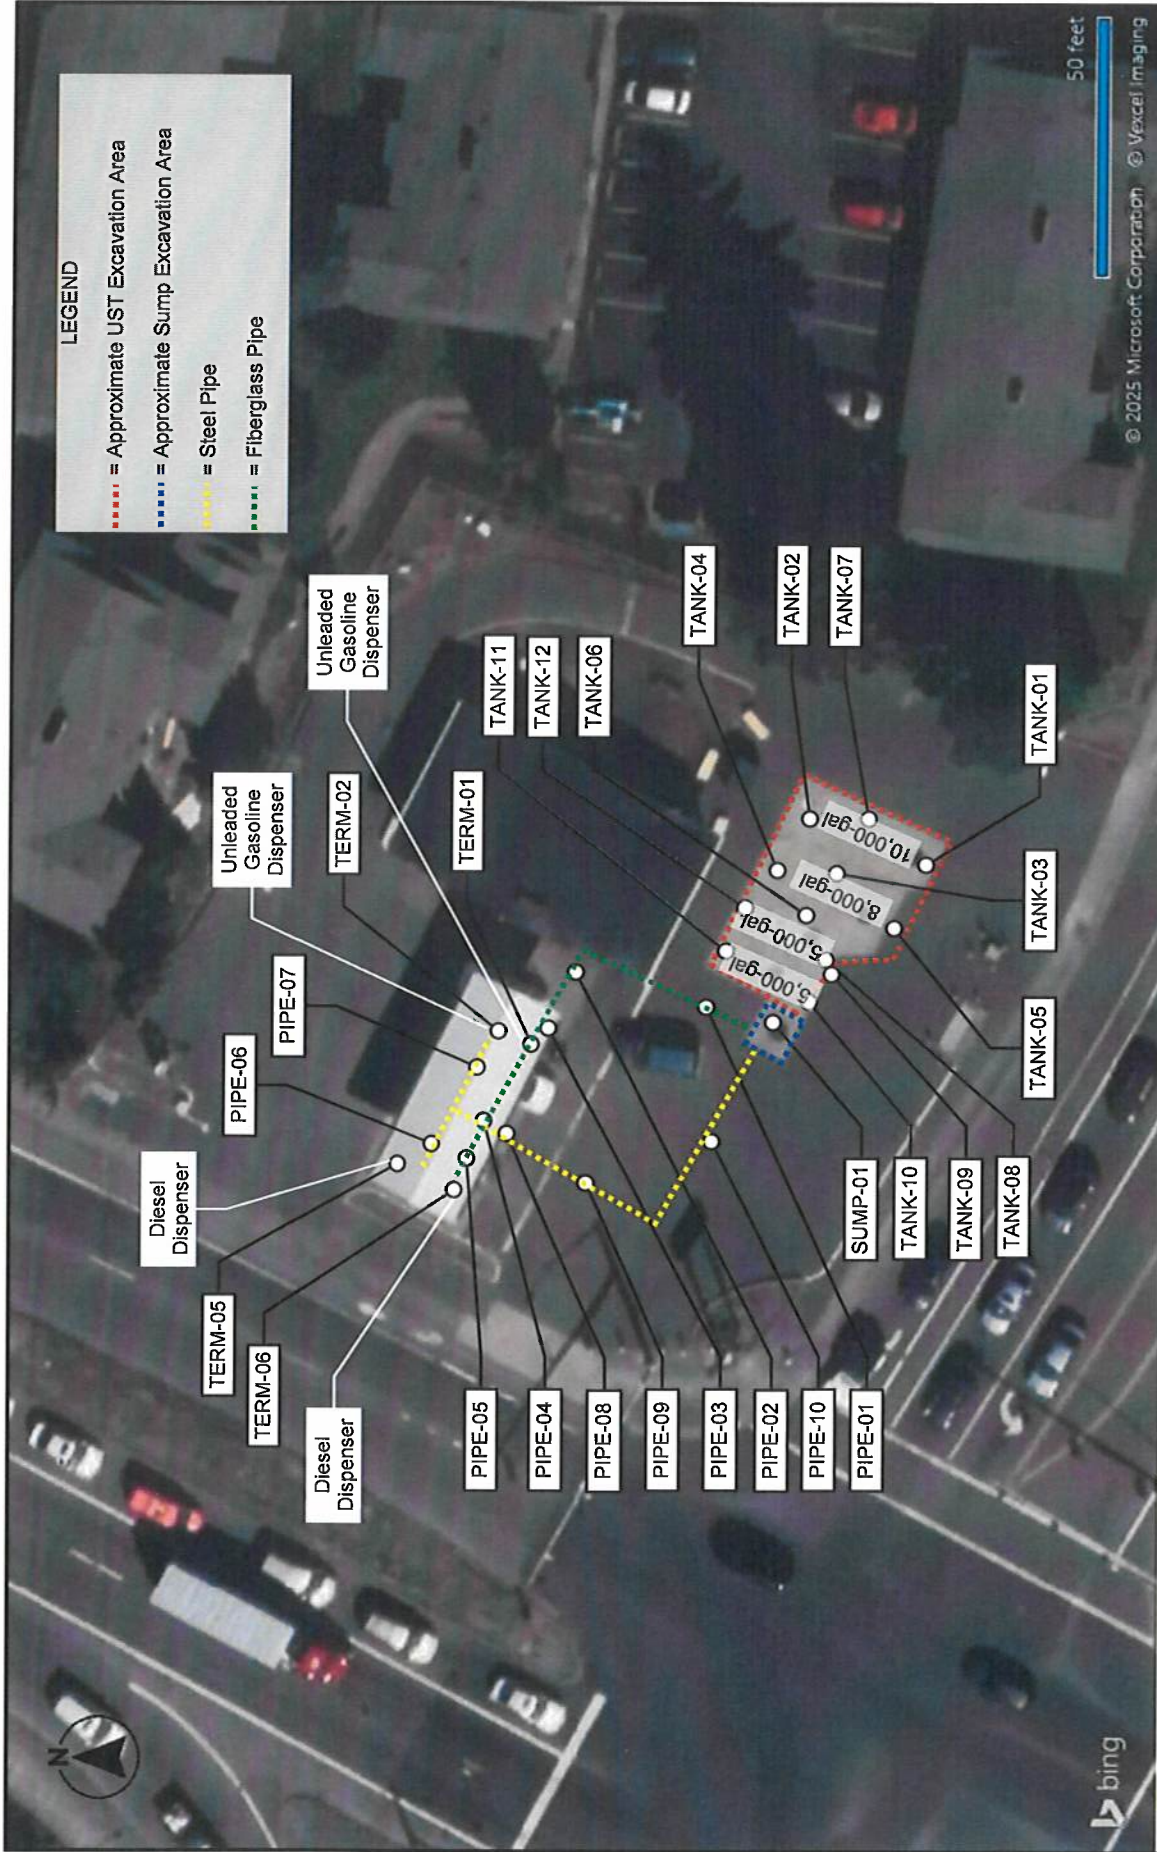 LEGEND
= Approximate UST Excavation Area
= Approximate Sump Excavation Area
= Steel Pipe
= Fiberglass Pipe
N
Diesel
Dispenser
TERM-05
TERM-06
Diesel
Dispenser
PIPE-06
PIPE-07
Unleaded
Gasoline
Dispenser
TERM-02
Unleaded
Gasoline
Dispenser
TERM-01
TANK-11
TANK-12
TANK-06
TANK-04
TANK-02
TANK-07
TANK-01
TANK-03
TANK-05
PIPE-05
PIPE-04
PIPE-08
PIPE-09
PIPE-03
PIPE-02
PIPE-10
PIPE-01
SUMP-01
TANK-10
TANK-09
TANK-08
5,000-gal
5,000-gal
8,000-gal
10,000-gal
50 feet
bing
© 2025 Microsoft Corporation © Vexcel Imaging